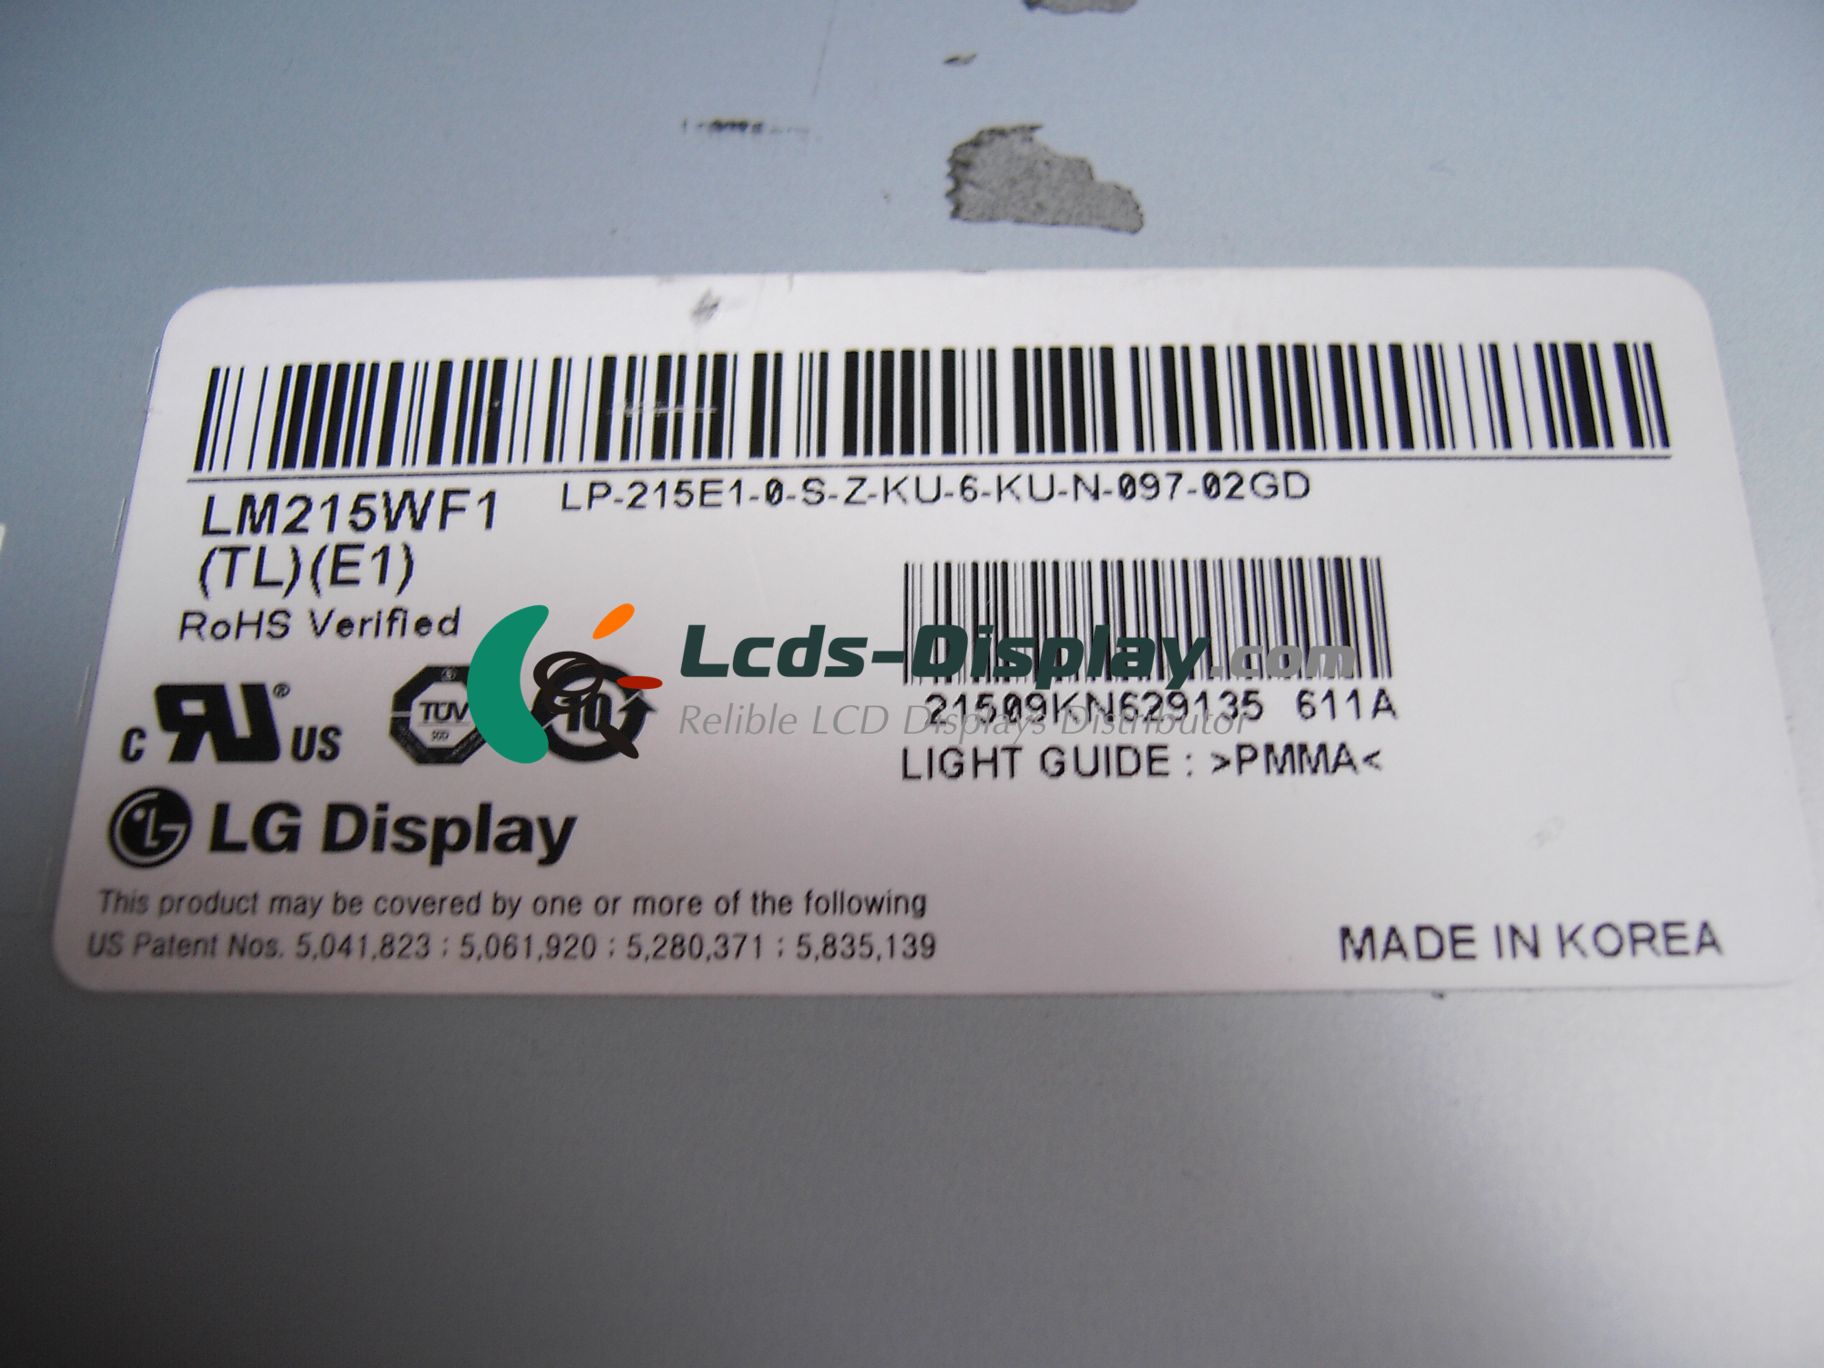 LM215WF1
(TL)(E1)
LP-215E1-0-S-Z-KU-6-KU-N-097-02GD
RoHS Verified
C RU ® US
TÜV
10
Lcds-Display.com
Relible LCD Displays Distributor
21509KN629135 611A
LIGHT GUIDE : >PMMA<
LG Display
This product may be covered by one or more of the following
US Patent Nos. 5,041,823 : 5,061,920 : 5,280,371 : 5,835,139
MADE IN KOREA